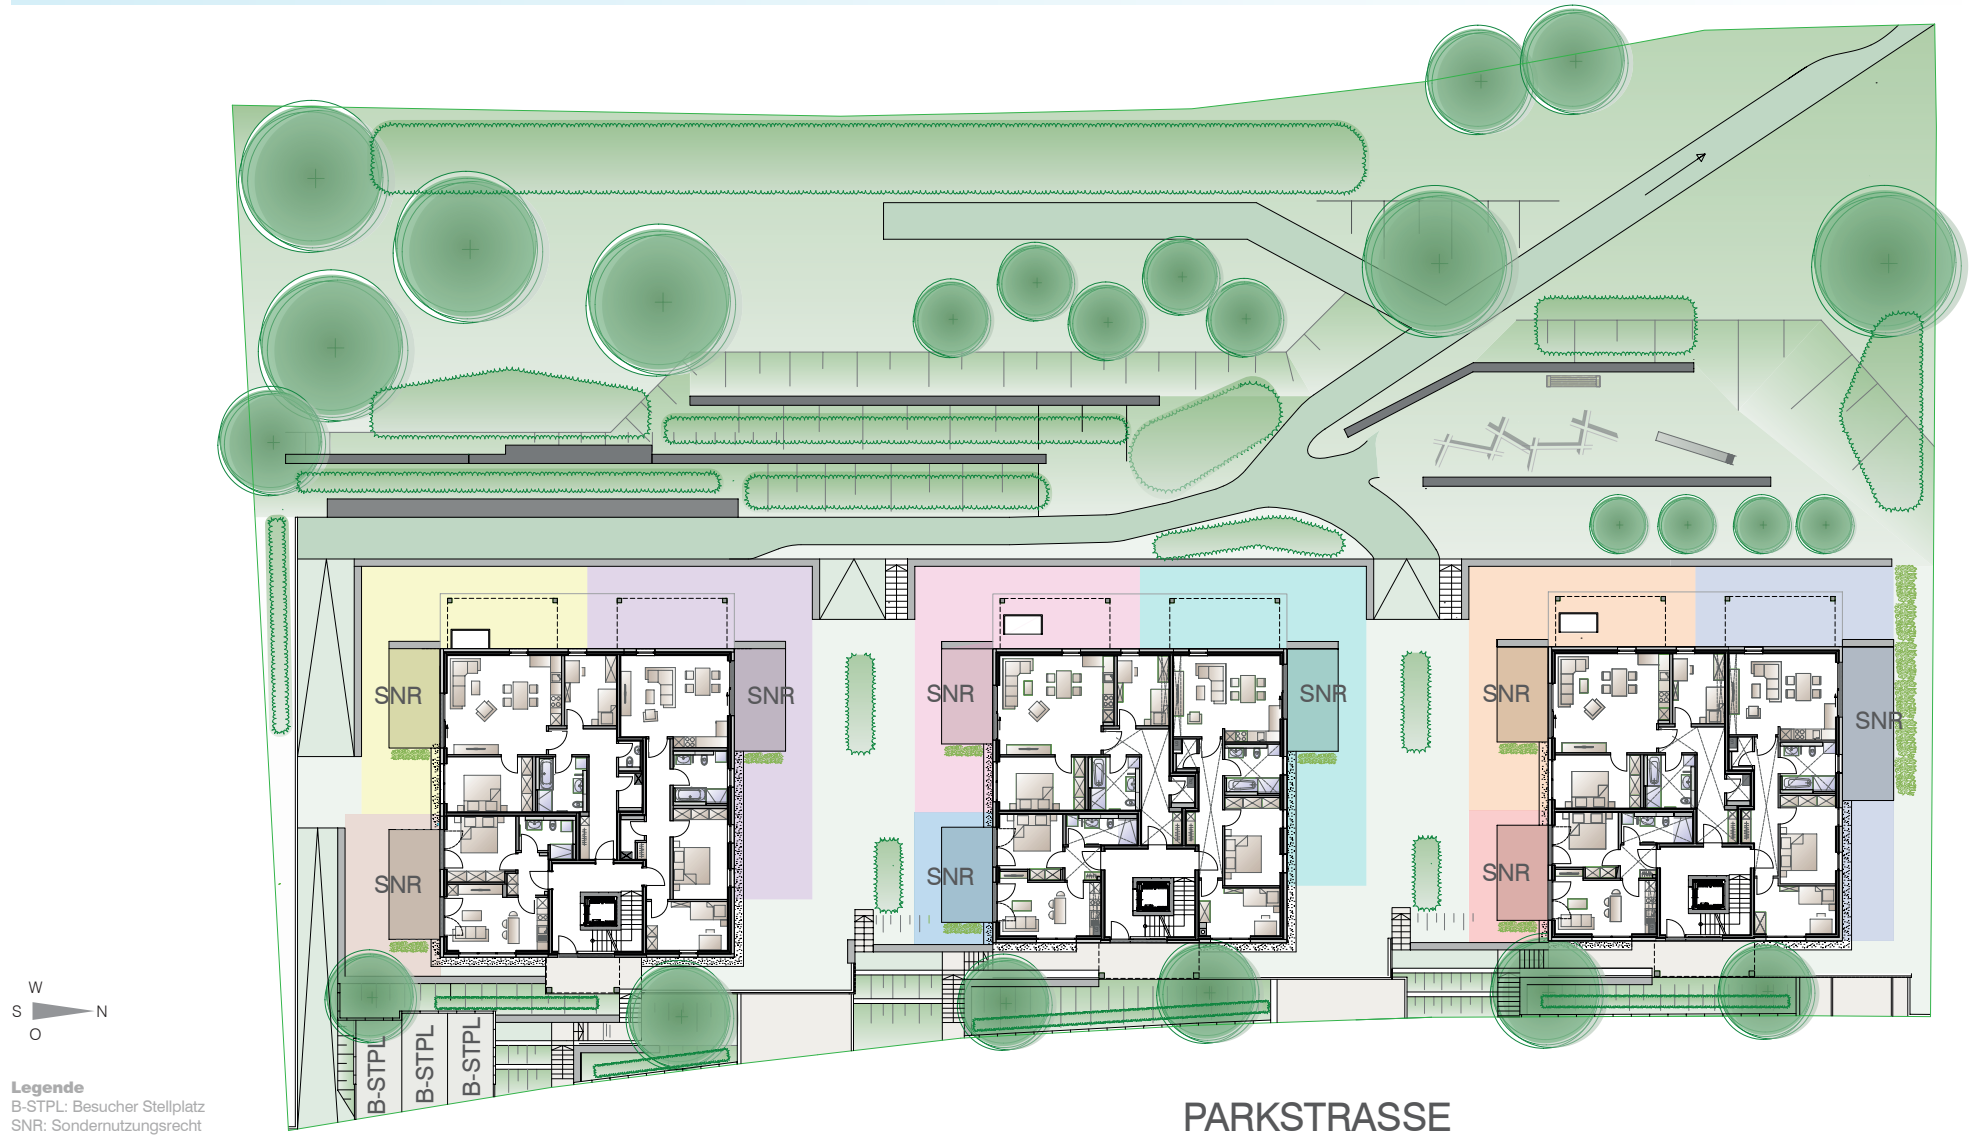 SNR
SNR
SNR
SNR
SNR
SNR
SNR
SNR
SNR
W
S
N
O
B-STPL
B-STPL
B-STPL
Legende
B-STPL: Besucher Stellplatz
SNR: Sondernutzungsrecht
PARKSTRASSE